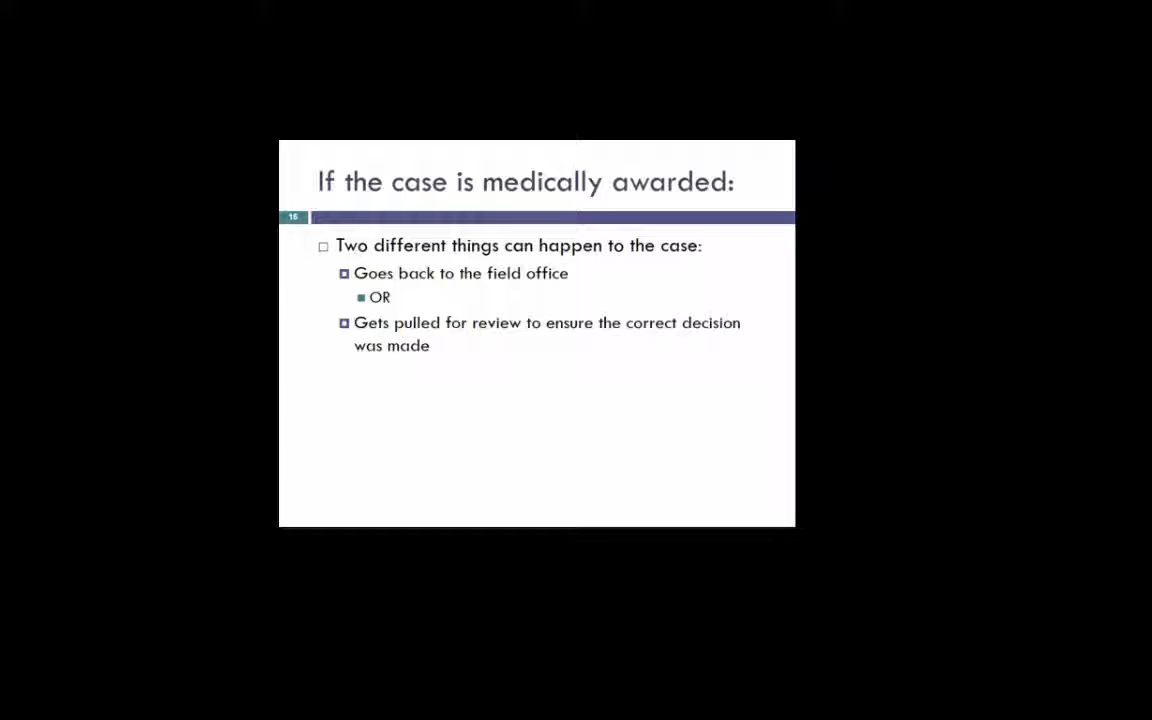 If the case is medically awarded:
15
Two different things can happen to the case:
Goes back to the field office
OR
Gets pulled for review to ensure the correct decision
was made